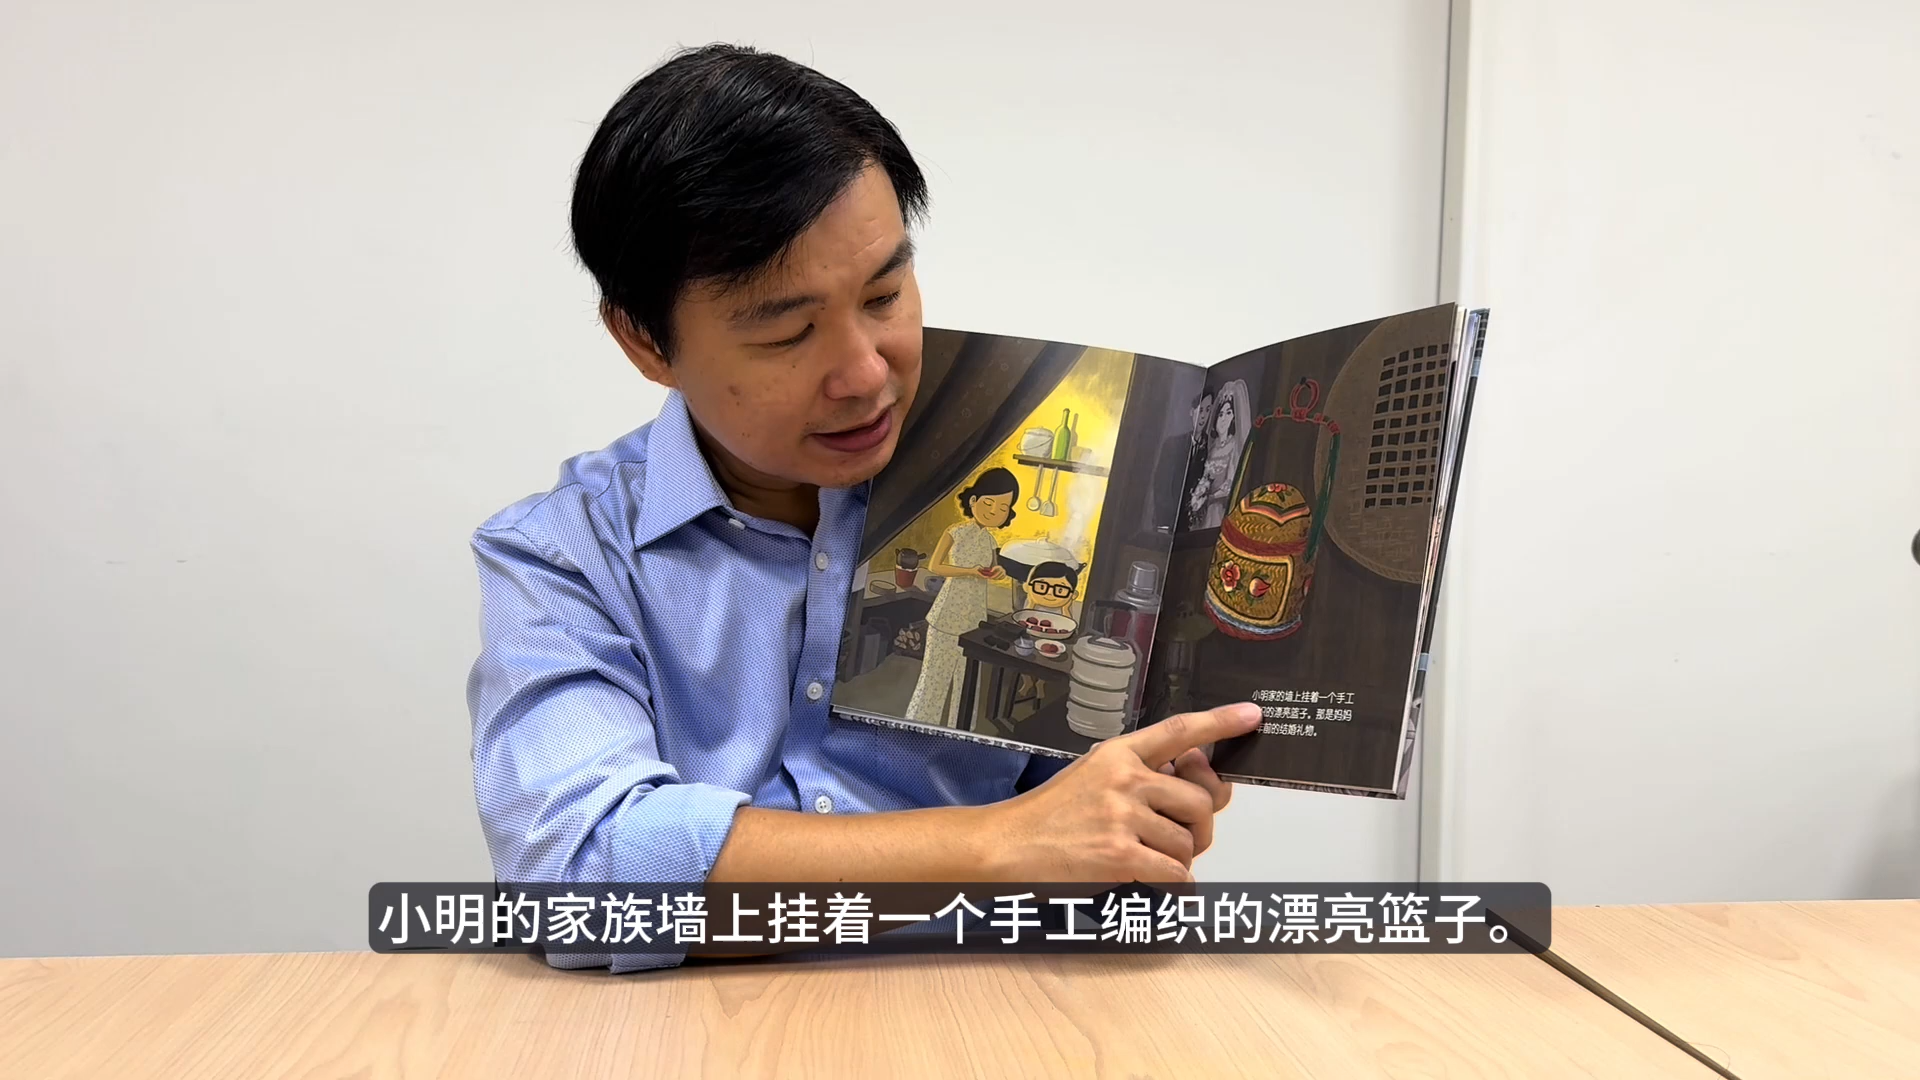 小明家的墙上挂着一个手工
织的漂亮篮子。那是妈妈
年前的结婚礼物。
小明的家族墙上挂着一个手工编织的漂亮篮子。